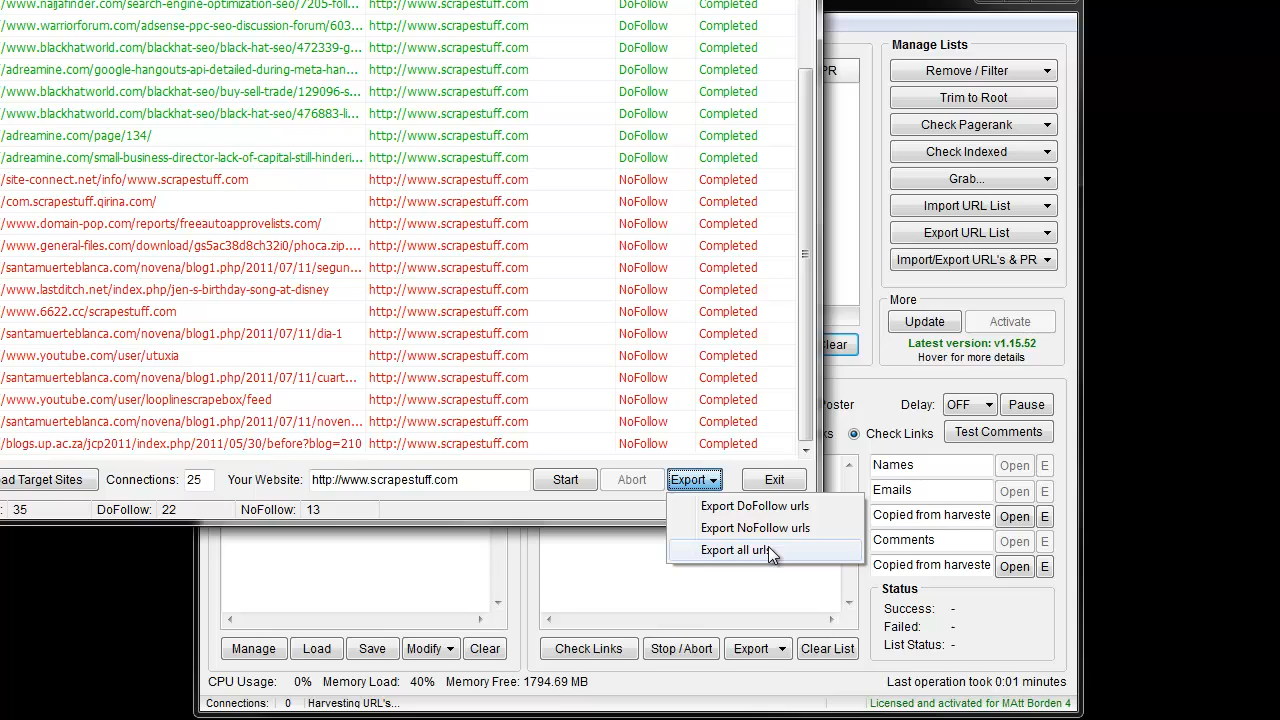 /www.najjafinder.com/search-engine-optimization-seo/7205-foll... DoFollow Completed
/www.warriorforum.com/adsense-ppc-seo-discussion-forum/603... DoFollow Completed
/www.blackhatworld.com/blackhat-seo/black-hat-seo/472339-g... http://www.scrapestuff.com DoFollow Completed
/adreamine.com/google-hangouts-api-detailed-during-meta-han... http://www.scrapestuff.com DoFollow Completed
/www.blackhatworld.com/blackhat-seo/buy-sell-trade/129096-s... http://www.scrapestuff.com DoFollow Completed
/www.blackhatworld.com/blackhat-seo/black-hat-seo/476883-li... http://www.scrapestuff.com DoFollow Completed
/adreamine.com/page/134/ http://www.scrapestuff.com DoFollow Completed
/adreamine.com/small-business-director-lack-of-capital-still-hinderi... http://www.scrapestuff.com DoFollow Completed
/site-connect.net/info/www.scrapestuff.com http://www.scrapestuff.com NoFollow Completed
/com.scrapestuff.qirina.com/ http://www.scrapestuff.com NoFollow Completed
/www.domain-pop.com/reports/freeautoapprovelists.com/ http://www.scrapestuff.com NoFollow Completed
/www.general-files.com/download/gs5ac38d8ch32i0/phoca.zip.... http://www.scrapestuff.com NoFollow Completed
/santamuerteblanca.com/novena/blog1.php/2011/07/11/segun... http://www.scrapestuff.com NoFollow Completed
/www.lastditch.net/index.php/jen-s-birthday-song-at-disney http://www.scrapestuff.com NoFollow Completed
/www.6622.cc/scrapestuff.com http://www.scrapestuff.com NoFollow Completed
/santamuerteblanca.com/novena/blog1.php/2011/07/11/dia-1 http://www.scrapestuff.com NoFollow Completed
/www.youtube.com/user/utuxia http://www.scrapestuff.com NoFollow Completed
/santamuerteblanca.com/novena/blog1.php/2011/07/11/cuart... http://www.scrapestuff.com NoFollow Completed
/www.youtube.com/user/looplinescrapebox/feed http://www.scrapestuff.com NoFollow Completed
/santamuerteblanca.com/novena/blog1.php/2011/07/11/noven... http://www.scrapestuff.com NoFollow Completed
/blogs.up.ac.za/jcp2011/index.php/2011/05/30/before?blog=210 http://www.scrapestuff.com NoFollow Completed
ad Target Sites Connections: 25 Your Website: http://www.scrapestuff.com Start Abort Export Exit
: 35 DoFollow: 22 NoFollow: 13
Export DoFollow urls
Export NoFollow urls
Export all urls
PR
Manage Lists
Remove / Filter
Trim to Root
Check Pagerank
Check Indexed
Grab...
Import URL List
Export URL List
Import/Export URL's & PR
More
Update Activate
Latest version: v1.15.52
Hover for more details
lear
oster Delay: OFF Pause
ks Check Links Test Comments
Names Open E
Emails Open E
Copied from harveste Open E
Comments Open E
Copied from harveste Open E
Status
Success: -
Failed: -
List Status: -
Manage Load Save Modify Clear
Check Links Stop / Abort Export Clear List
CPU Usage: 0% Memory Load: 40% Memory Free: 1794.69 MB Last operation took 0:01 minutes
Connections: 0 Harvesting URL's... Licensed and activated for MAtt Borden 4